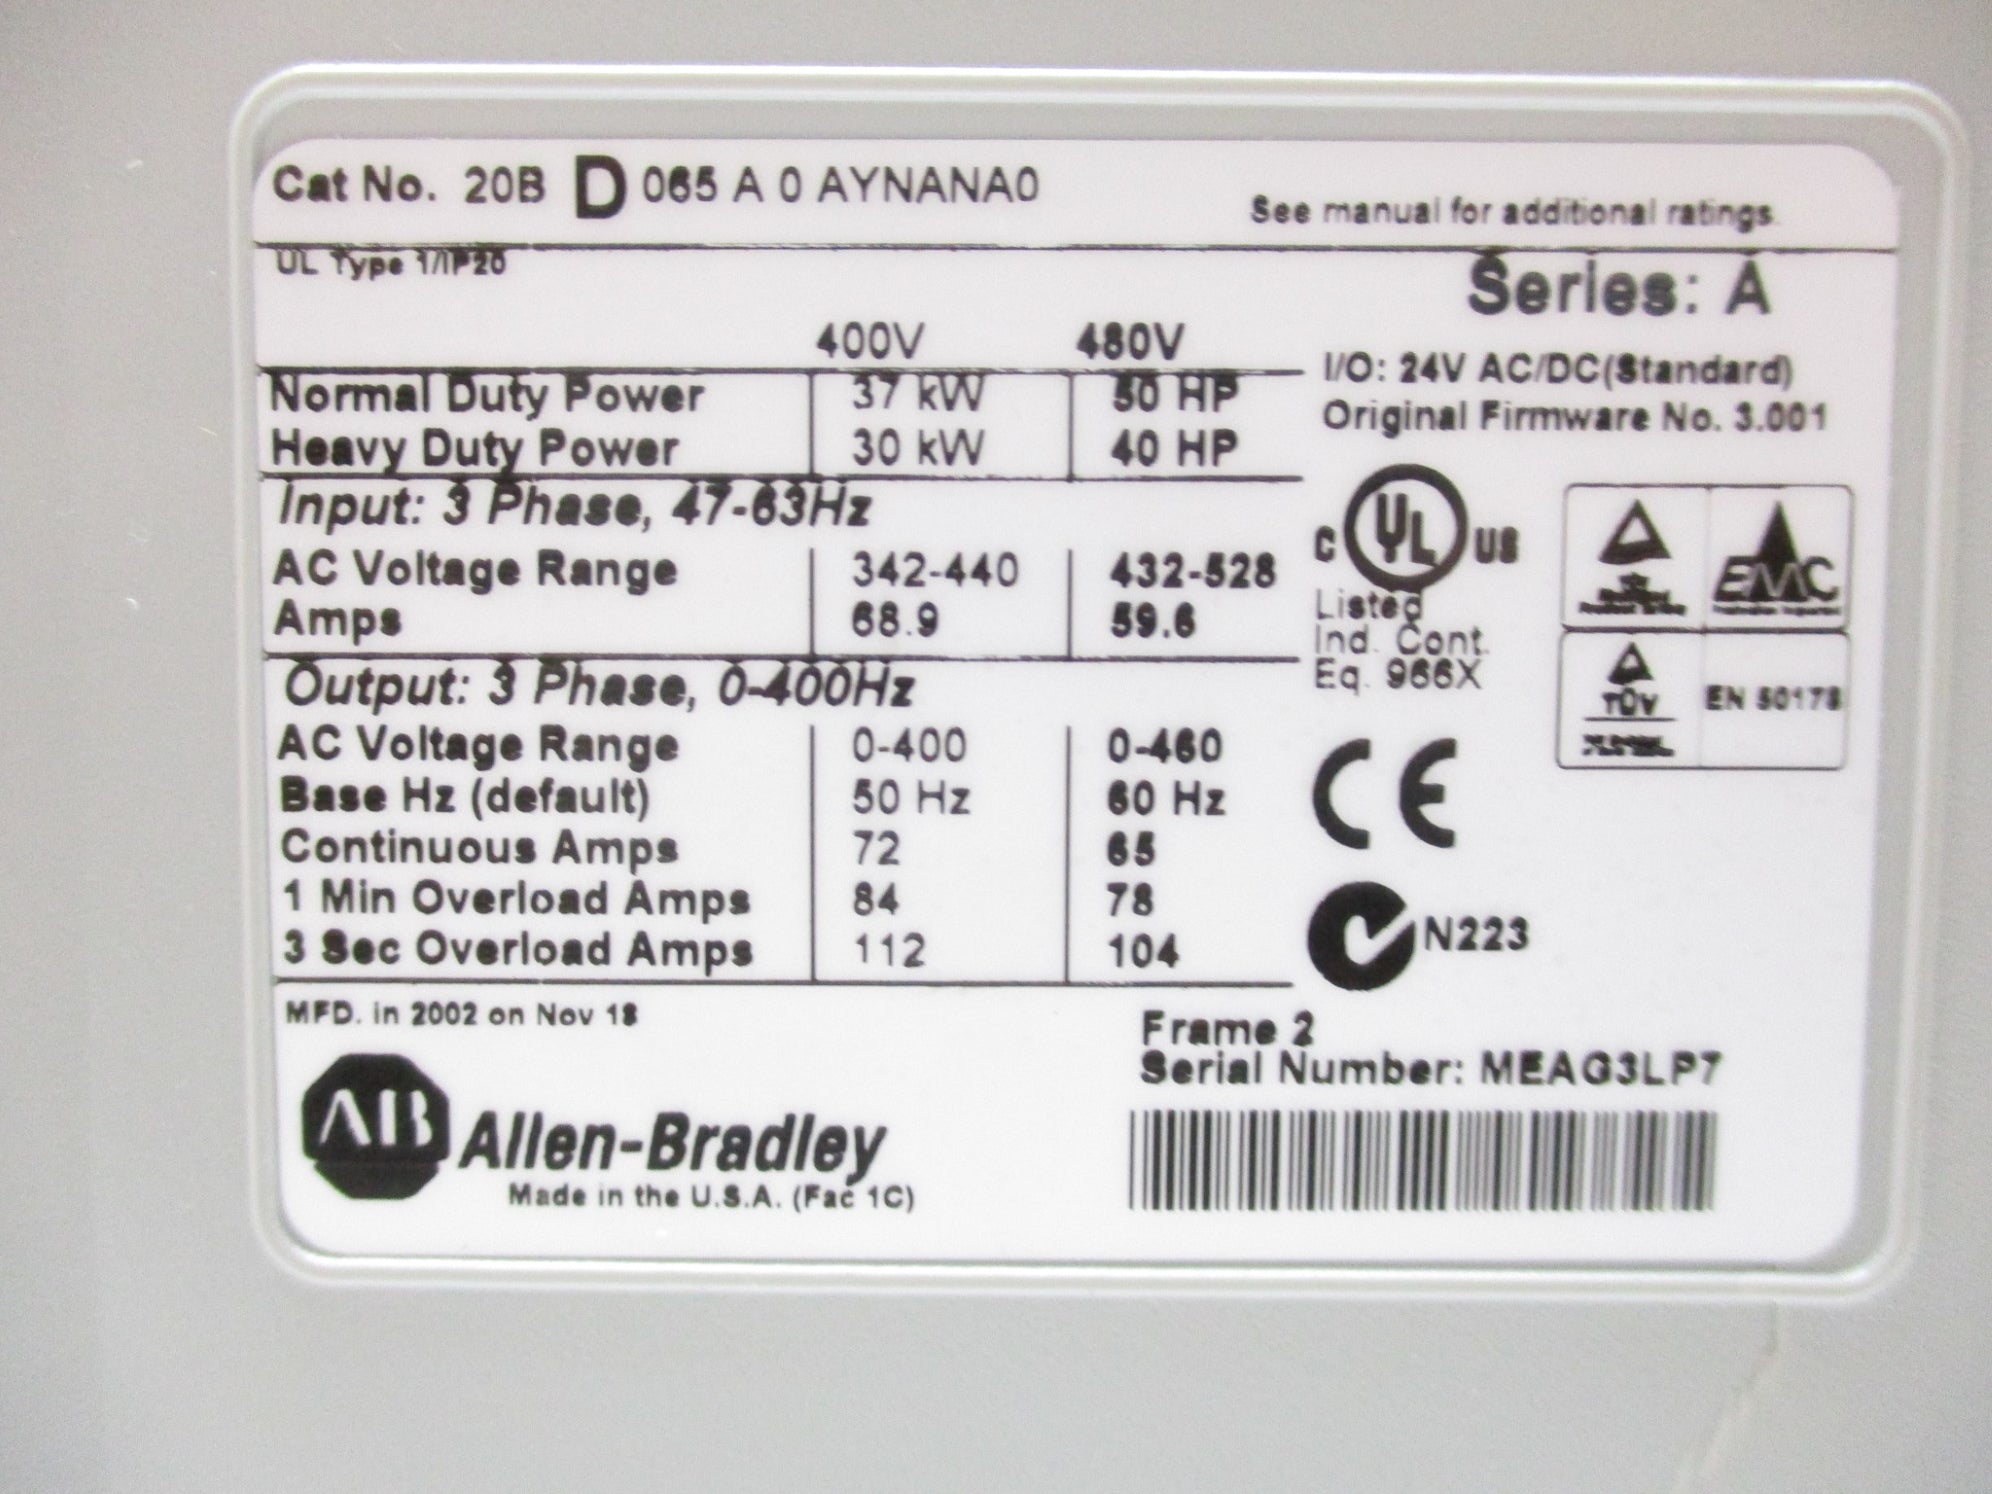 Cat No. 20B D 065 A 0 AYNANA0
See manual for additional ratings.
UL Type 1/IP20
Series: A
400V 480V
I/O: 24V AC/DC(Standard)
Normal Duty Power 37 kW 50 HP
Original Firmware No. 3.001
Heavy Duty Power 30 kW 40 HP
Input: 3 Phase, 47-63Hz
AC Voltage Range 342-440 432-528
Amps 68.9 59.6
C UL US
Listed
Ind. Cont.
Eq. 966X
EMC
TÜV
EN 50178
Output: 3 Phase, 0-400Hz
AC Voltage Range 0-400 0-460
Base Hz (default) 50 Hz 60 Hz
Continuous Amps 72 65
1 Min Overload Amps 84 78
3 Sec Overload Amps 112 104
CE
N223
MFD. in 2002 on Nov 18
Frame 2
Serial Number: MEAG3LP7
AB Allen-Bradley
Made in the U.S.A. (Fac 1C)